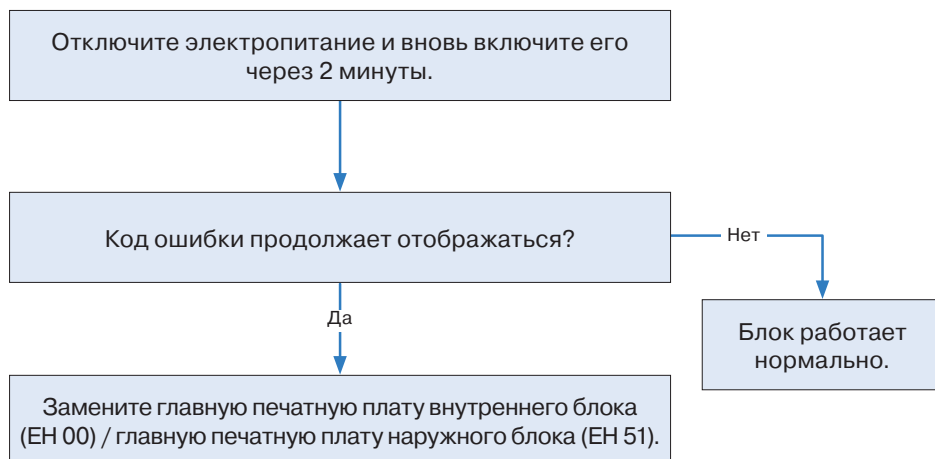 Отключите электропитание и вновь включите его
через 2 минуты.
Код ошибки продолжает отображаться?
Нет
Да
Блок работает
нормально.
Замените главную печатную плату внутреннего блока
(EH 00) / главную печатную плату наружного блока (EH 51).